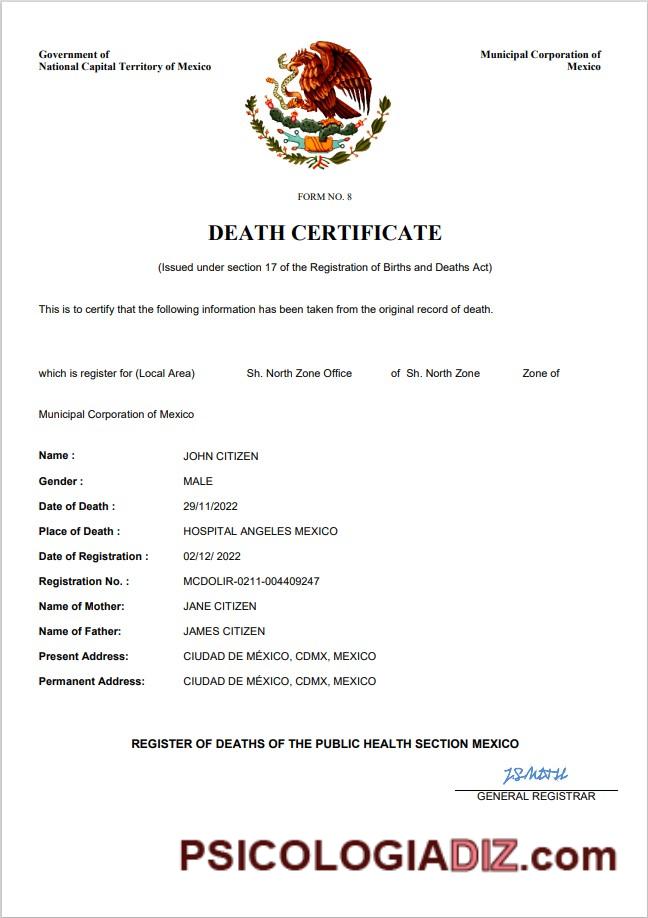 Government of
National Capital Territory of Mexico
Municipal Corporation of
Mexico
FORM NO. 8
DEATH CERTIFICATE
(Issued under section 17 of the Registration of Births and Deaths Act)
This is to certify that the following information has been taken from the original record of death.
which is register for (Local Area) Sh. North Zone Office of Sh. North Zone Zone of
Municipal Corporation of Mexico
Name : JOHN CITIZEN
Gender : MALE
Date of Death : 29/11/2022
Place of Death : HOSPITAL ANGELES MEXICO
Date of Registration : 02/12/ 2022
Registration No. : MCDOLIR-0211-004409247
Name of Mother: JANE CITIZEN
Name of Father: JAMES CITIZEN
Present Address: CIUDAD DE MÉXICO, CDMX, MEXICO
Permanent Address: CIUDAD DE MÉXICO, CDMX, MEXICO
REGISTER OF DEATHS OF THE PUBLIC HEALTH SECTION MEXICO
GENERAL REGISTRAR
PSICOLOGIADIZ.com